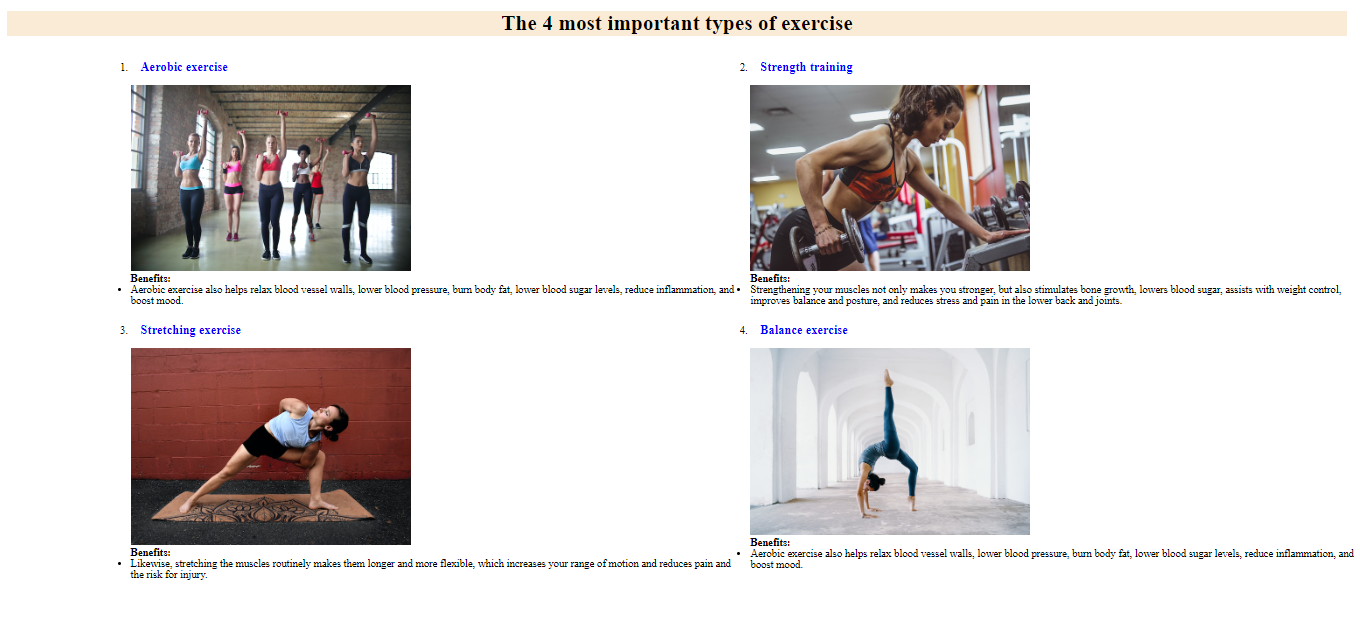 The 4 most important types of exercise
1. Aerobic exercise
Benefits:
• Aerobic exercise also helps relax blood vessel walls, lower blood pressure, burn body fat, lower blood sugar levels, reduce inflammation, and
boost mood.
2. Strength training
Benefits:
• Strengthening your muscles not only makes you stronger, but also stimulates bone growth, lowers blood sugar, assists with weight control,
improves balance and posture, and reduces stress and pain in the lower back and joints.
3. Stretching exercise
Benefits:
• Likewise, stretching the muscles routinely makes them longer and more flexible, which increases your range of motion and reduces pain and
the risk for injury.
4. Balance exercise
Benefits:
• Aerobic exercise also helps relax blood vessel walls, lower blood pressure, burn body fat, lower blood sugar levels, reduce inflammation, and
boost mood.